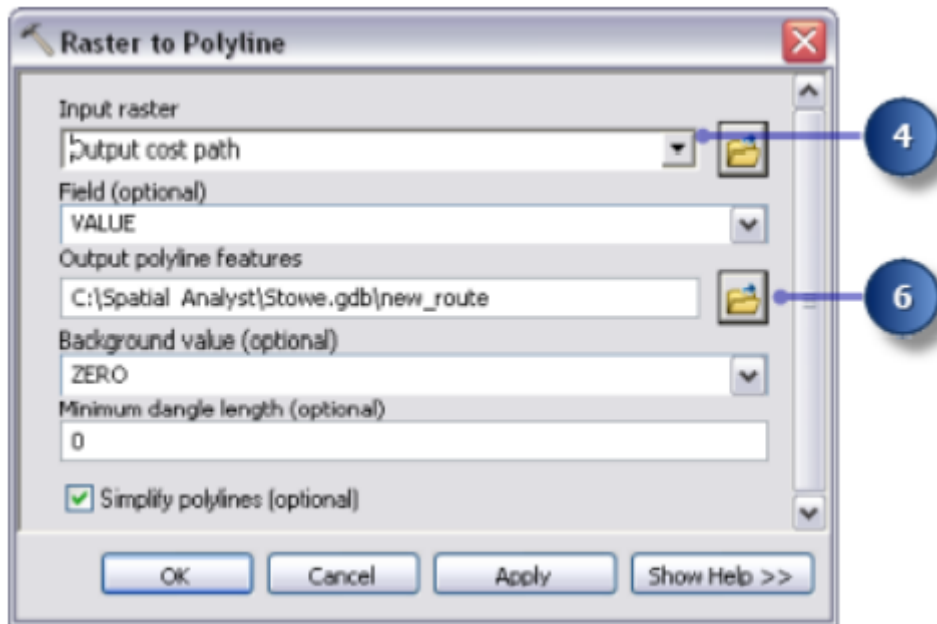 Raster to Polyline
Input raster
4
Output cost path
Field (optional)
VALUE
Output polyline features
C:\Spatial Analyst\Stowe.gdb\new_route
6
Background value (optional)
ZERO
Minimum dangle length (optional)
0
Simplify polylines (optional)
OK Cancel Apply Show Help >>